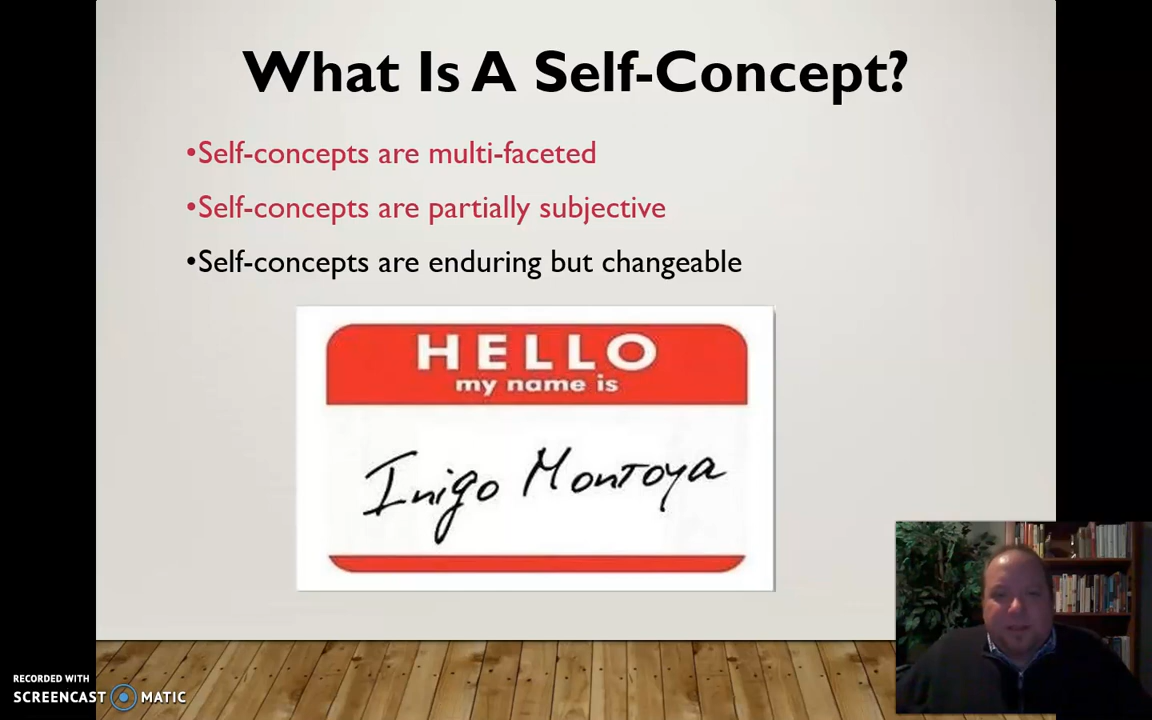 What Is A Self-Concept?
•Self-concepts are multi-faceted
•Self-concepts are partially subjective
•Self-concepts are enduring but changeable
HELLO
my name is
Inigo Montoya
RECORDED WITH
SCREENCAST MATIC